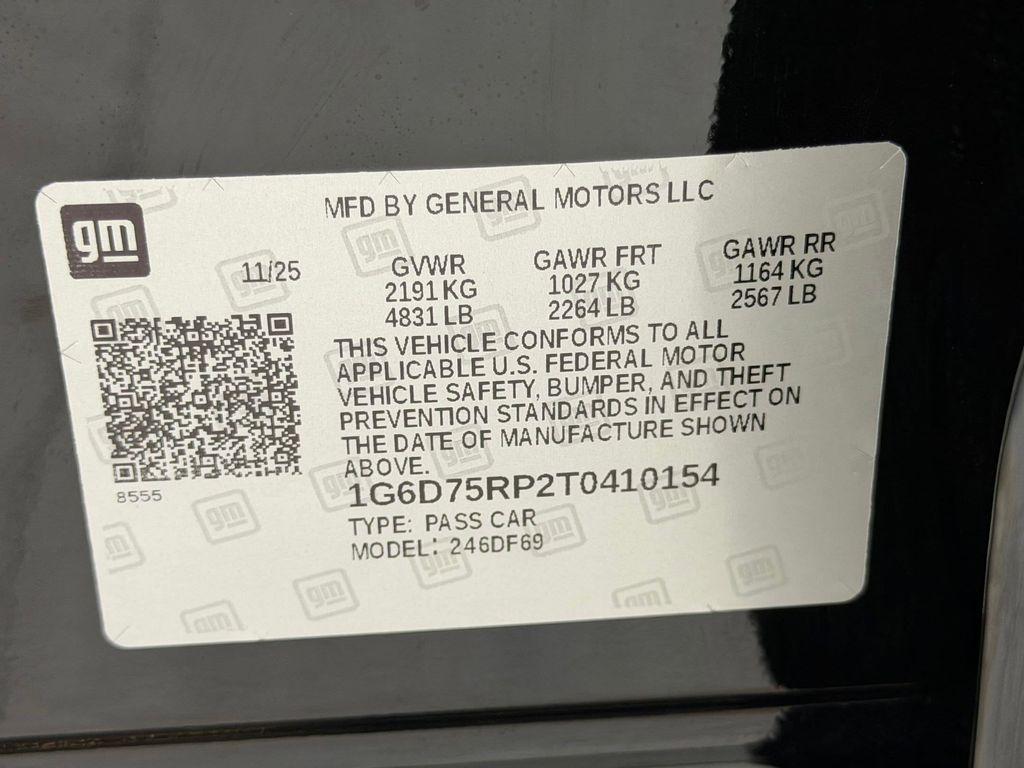 gm
MFD BY GENERAL MOTORS LLC
11/25
GVWR
2191 KG
4831 LB
GAWR FRT
1027 KG
2264 LB
GAWR RR
1164 KG
2567 LB
THIS VEHICLE CONFORMS TO ALL
APPLICABLE U.S. FEDERAL MOTOR
VEHICLE SAFETY, BUMPER, AND THEFT
PREVENTION STANDARDS IN EFFECT ON
THE DATE OF MANUFACTURE SHOWN
ABOVE.
8555
1G6D75RP2T0410154
TYPE: PASS CAR
MODEL: 246DF69